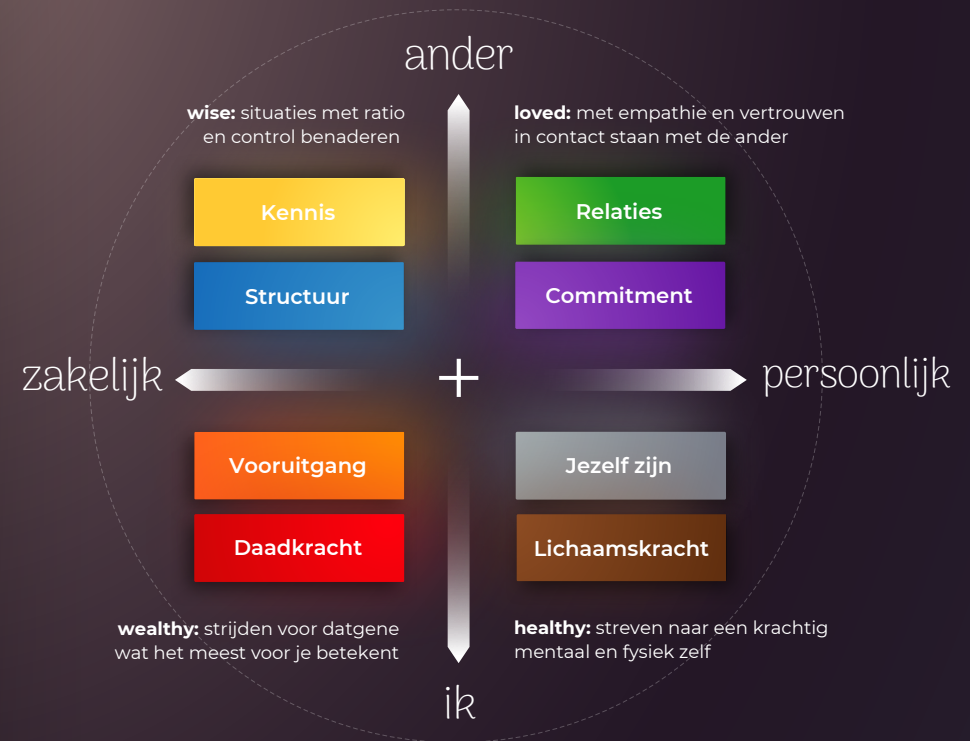 ander
wise: situaties met ratio
en control benaderen
loved: met empathie en vertrouwen
in contact staan met de ander
Kennis
Relaties
Structuur
Commitment
zakelijk
persoonlijk
Vooruitgang
Jezelf zijn
Daadkracht
Lichaamskracht
wealthy: strijden voor datgene
wat het meest voor je betekent
healthy: streven naar een krachtig
mentaal en fysiek zelf
ik